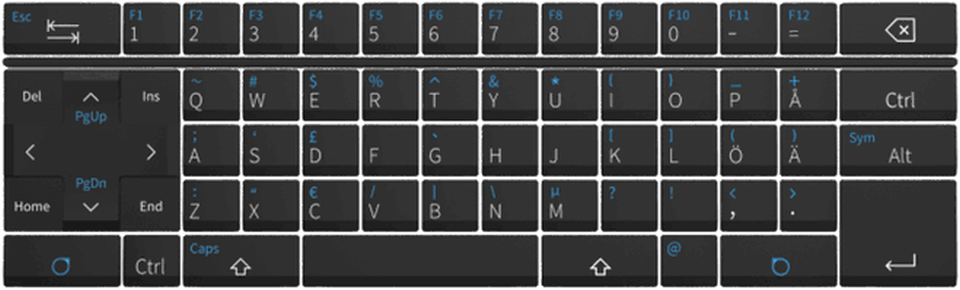 Esc F1 F2 F3 F4 F5 F6 F7 F8 F9 F10 F11 F12
1 2 3 4 5 6 7 8 9 0 - =
Del Ins ~ # $ % ^ & * { } _ +
PgUp Q W E R T Y U I O P Å Ctrl
; ‘ £ ` [ ] ( ) Sym
A S D F G H J K L Ö Ä Alt
PgDn : “ € / | \ µ ? ! < >
Home End Z X C V B N M , .
Caps @
Ctrl